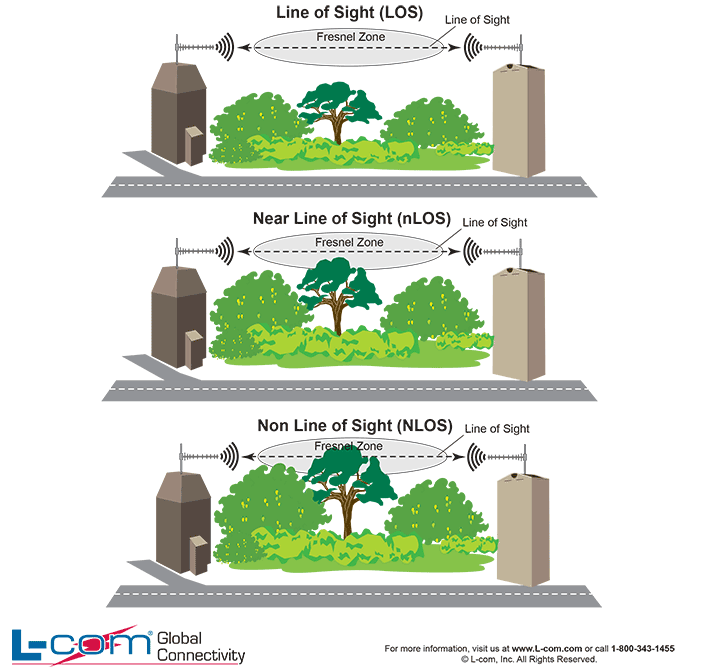 Line of Sight (LOS)
Line of Sight
Fresnel Zone
Near Line of Sight (nLOS)
Line of Sight
Fresnel Zone
Non Line of Sight (NLOS)
Line of Sight
Fresnel Zone
L-com® Global
Connectivity
For more information, visit us at www.L-com.com or call 1-800-343-1455
© L-com, Inc. All Rights Reserved.